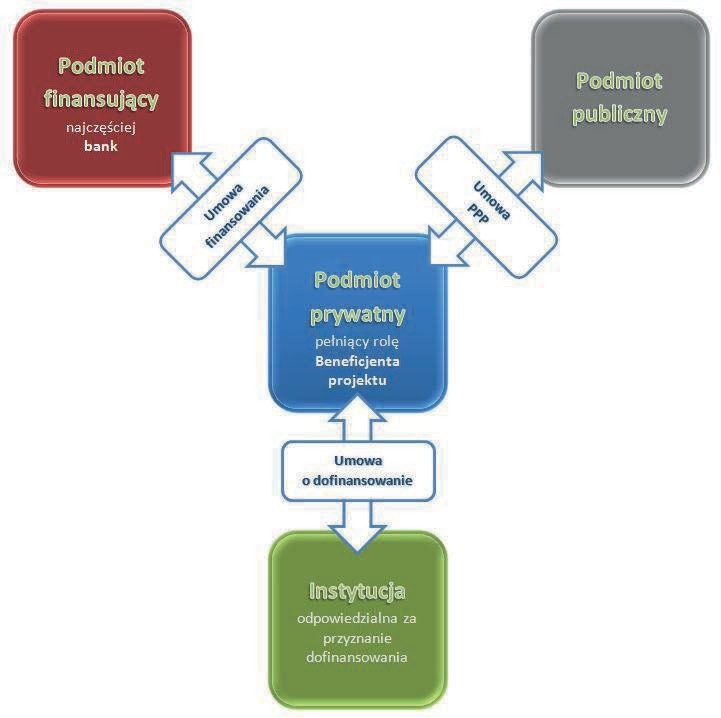 Podmiot
finansujący
najczęściej
bank
Podmiot
publiczny
Umowa
finansowania
Umowa
PPP
Podmiot
prywatny
pełniący rolę
Beneficjenta
projektu
Umowa
o dofinansowanie
Instytucja
odpowiedzialna za
przyznanie
dofinansowania